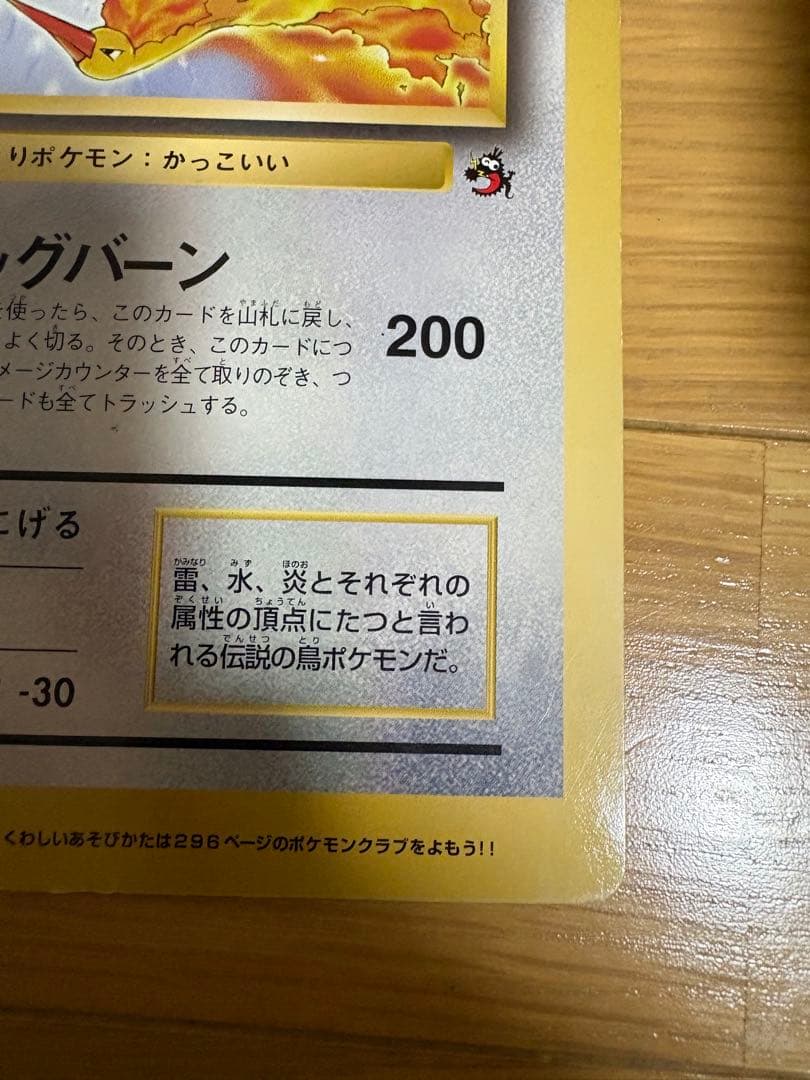 りポケモン：かっこいい
ッグバーン
使ったら、このカードを山札に戻し、
よく切る。そのとき、このカードにつ
メージカウンターを全て取りのぞき、つ
ードも全てトラッシュする。
200
にげる
-30
雷、水、炎とそれぞれの
属性の頂点にたつと言わ
れる伝説の鳥ポケモンだ。
くわしいあそびかたは296ページのポケモンクラブをよもう!!